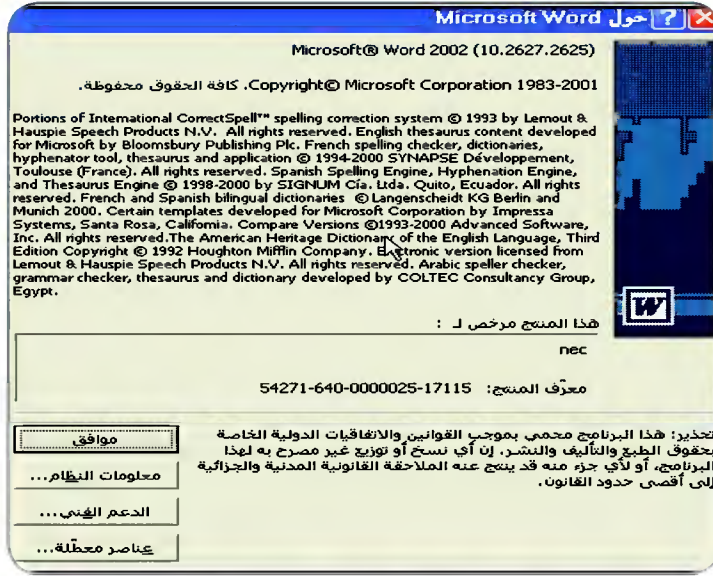 حول Microsoft Word
Microsoft® Word 2002 (10.2627.2625)
Copyright© Microsoft Corporation 1983-2001. كافة الحقوق محفوظة.
Portions of International CorrectSpell™ spelling correction system © 1993 by Lernout &
Hauspie Speech Products N.V. All rights reserved. English thesaurus content developed
for Microsoft by Bloomsbury Publishing Plc. French spelling checker, dictionaries,
hyphenator tool, thesaurus and application © 1994-2000 SYNAPSE Développement,
Toulouse (France). All rights reserved. Spanish Spelling Engine, Hyphenation Engine,
and Thesaurus Engine © 1998-2000 by SIGNUM Cía. Ltda. Quito, Ecuador. All rights
reserved. French and Spanish bilingual dictionaries ©Langenscheidt KG Berlin and
Munich 2000. Certain templates developed for Microsoft Corporation by Impressa
Systems, Santa Rosa, California. Compare Versions ©1993-2000 Advanced Software,
Inc. All rights reserved.The American Heritage Dictionary of the English Language, Third
Edition Copyright © 1992 Houghton Mifflin Company. Electronic version licensed from
Lernout & Hauspie Speech Products N.V. All rights reserved. Arabic speller checker,
grammar checker, thesaurus and dictionary developed by COLTEC Consultancy Group,
Egypt.
هذا المنتج مرخص لـ :
nec
معرّف المنتج: 54271-640-0000025-17115
تحذير: هذا البرنامج محمي بموجب القوانين والاتفاقيات الدولية الخاصة
بحقوق الطبع والتأليف والنشر. إن أي نسخ أو توزيع غير مصرح به لهذا
البرنامج، أو لأي جزء منه قد ينتج عنه الملاحقة القانونية المدنية والجزائية
إلى أقصى حدود القانون.
موافق
معلومات النظام...
الدعم الفني...
عناصر معطّلة...
W